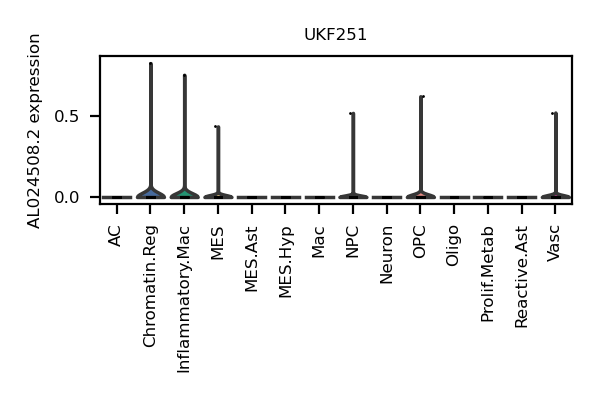 UKF251
AL024508.2 expression
0.5
0.0
AC
Chromatin.Reg
Inflammatory.Mac
MES
MES.Ast
MES.Hyp
Mac
NPC
Neuron
OPC
Oligo
Prolif.Metab
Reactive.Ast
Vasc